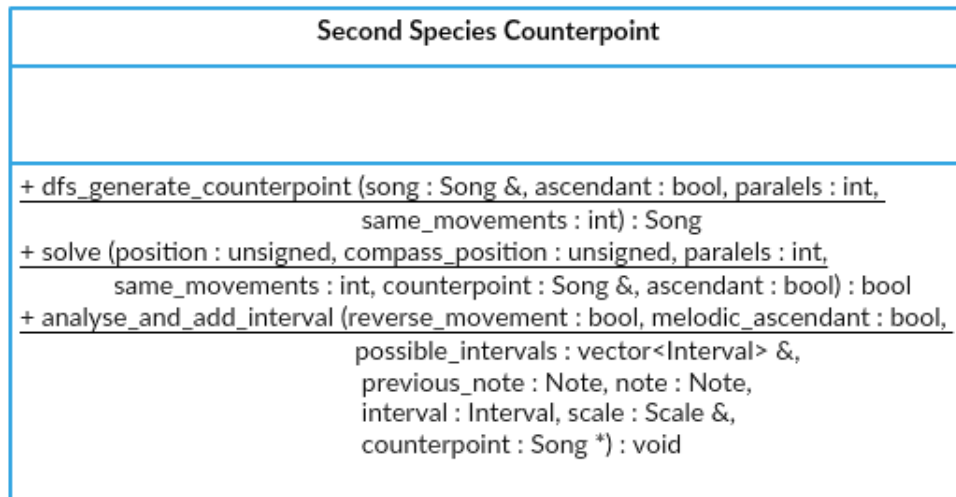 Second Species Counterpoint
+ dfs_generate_counterpoint (song : Song &, ascendant : bool, paralels : int,
same_movements : int) : Song
+ solve (position : unsigned, compass_position : unsigned, paralels : int,
same_movements : int, counterpoint : Song &, ascendant : bool) : bool
+ analyse_and_add_interval (reverse_movement : bool, melodic_ascendant : bool,
possible_intervals : vector<Interval> &,
previous_note : Note, note : Note,
interval : Interval, scale : Scale &,
counterpoint : Song *) : void